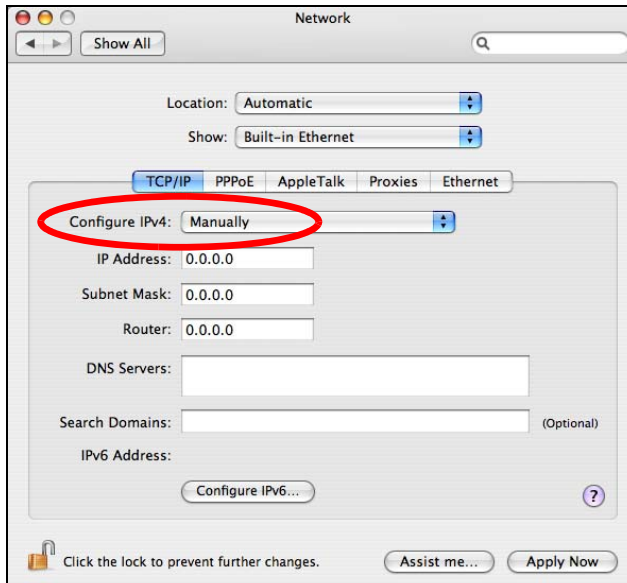 Network
Show All
Location: Automatic
Show: Built-in Ethernet
TCP/IP PPPoE AppleTalk Proxies Ethernet
Configure IPv4: Manually
IP Address: 0.0.0.0
Subnet Mask: 0.0.0.0
Router: 0.0.0.0
DNS Servers:
Search Domains: (Optional)
IPv6 Address:
Configure IPv6...
?
Click the lock to prevent further changes. Assist me... Apply Now